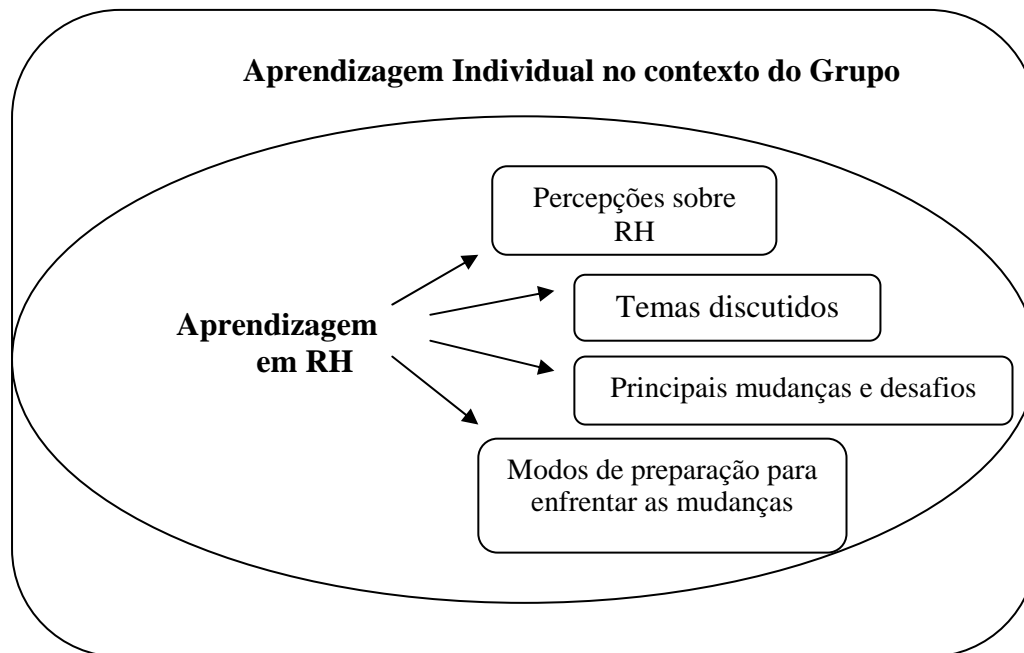 Aprendizagem Individual no contexto do Grupo
Percepções sobre
RH
Temas discutidos
Aprendizagem
em RH
Principais mudanças e desafios
Modos de preparação para
enfrentar as mudanças